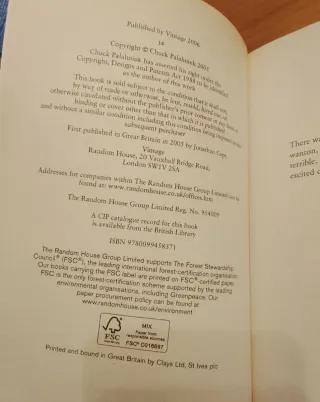 Published by Vintage 2006
14
Copyright © Chuck Palahniuk 2005
Chuck Palahniuk has asserted his right under the
Copyright, Designs and Patents Act 1988 to be identified
as the author of this work
This book is sold subject to the condition that it shall not,
by way of trade or otherwise, be lent, resold, hired out, or
otherwise circulated without the publisher's prior consent in any form of
binding or cover other than that in which it is published
and without a similar condition including this condition being imposed on the
subsequent purchaser
First published in Great Britain in 2005 by Jonathan Cape
Vintage
Random House, 20 Vauxhall Bridge Road,
London SW1V 2SA
Addresses for companies within The Random House Group Limited can be
found at: www.randomhouse.co.uk/offices.htm
The Random House Group Limited Reg. No. 954009
A CIP catalogue record for this book
is available from the British Library
ISBN 9780099458371
The Random House Group Limited supports The Forest Stewardship
Council® (FSC®), the leading international forest-certification organisation.
Our books carrying the FSC label are printed on FSC® certified paper.
FSC is the only forest-certification scheme supported by the leading
environmental organisations, including Greenpeace. Our
paper procurement policy can be found at
www.randomhouse.co.uk/environment
FSC
MIX
Paper from
responsible sources
FSC® C016897
Printed and bound in Great Britain by Clays Ltd, St Ives plc
There w
wanton,
terrible.
excited c